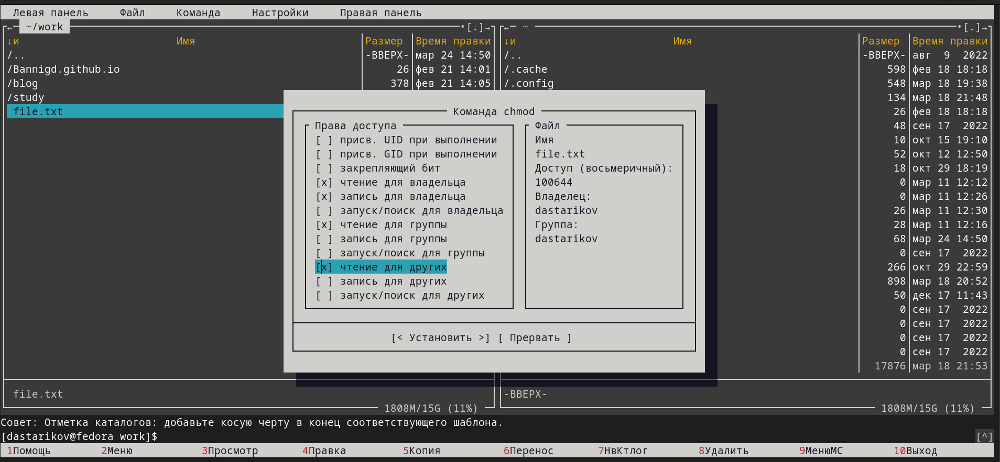 Левая панель Файл Команда Настройки Правая панель
← ~/work •[↓]→ ← ~ •[↓]→
↓и Имя Размер Время правки ↓и Имя Размер Время правки
/.. -ВВЕРХ- мар 24 14:50 /.. -ВВЕРХ- авг 9 2022
/Bannigd.github.io 26 фев 21 14:01 /.cache 598 фев 18 18:18
/blog 378 фев 21 14:05 /.config 548 мар 18 19:38
/study 134 мар 18 21:48
file.txt Команда chmod 26 фев 18 18:18
Права доступа Файл 48 сен 17 2022
[ ] присв. UID при выполнении Имя 10 окт 15 19:10
[ ] присв. GID при выполнении file.txt 52 окт 12 12:50
[ ] закрепляющий бит Доступ (восьмеричный): 18 окт 29 18:19
[x] чтение для владельца 100644 0 мар 11 12:12
[x] запись для владельца Владелец: 0 мар 11 12:26
[ ] запуск/поиск для владельца dastarikov 26 мар 11 12:30
[x] чтение для группы Группа: 28 мар 11 12:16
[ ] запись для группы dastarikov 68 мар 24 14:50
[ ] запуск/поиск для группы 0 сен 17 2022
[x] чтение для других 266 окт 29 22:59
[ ] запись для других 898 мар 18 20:52
[ ] запуск/поиск для других 50 дек 17 11:43
0 сен 17 2022
0 сен 17 2022
[< Установить >] [ Прервать ] 0 сен 17 2022
0 сен 17 2022
17876 мар 18 21:53
file.txt -ВВЕРХ-
1808M/15G (11%) 1808M/15G (11%)
Совет: Отметка каталогов: добавьте косую черту в конец соответствующего шаблона.
[dastarikov@fedora work]$ [^]
1Помощь 2Меню 3Просмотр 4Правка 5Копия 6Перенос 7НвКтлог 8Удалить 9МенюМС 10Выход